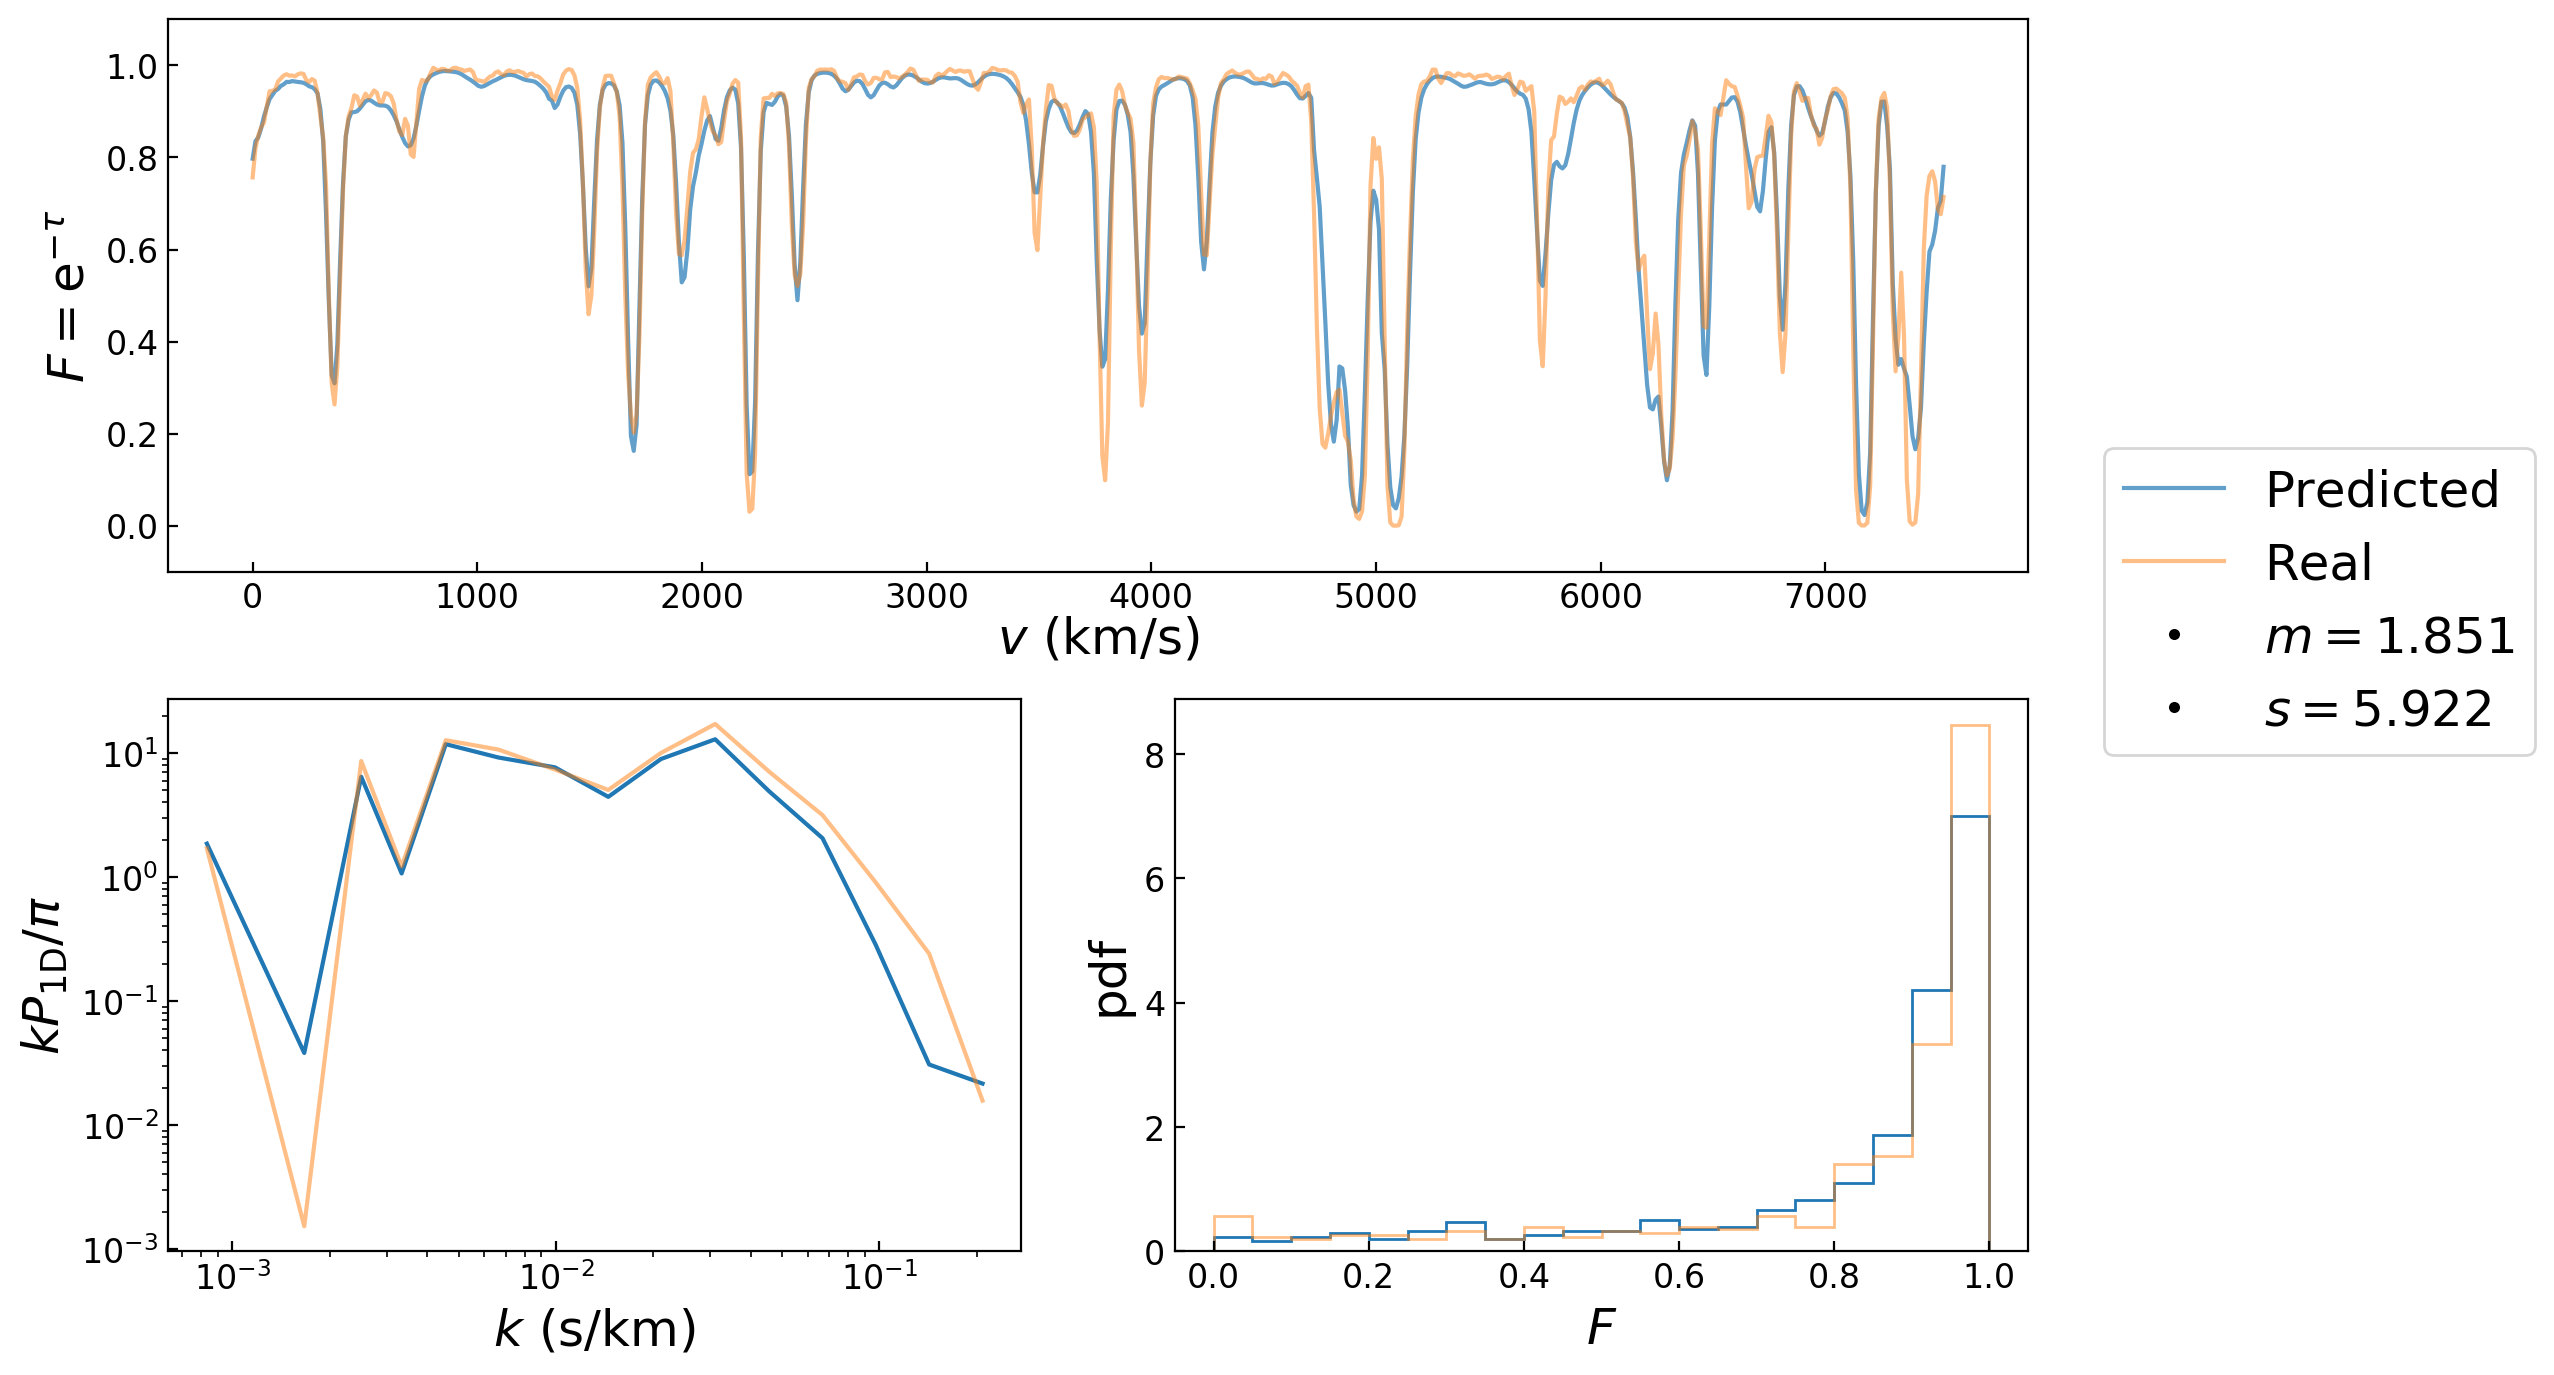 F = e^{−τ}
1.0
0.8
0.6
0.4
0.2
0.0
0 1000 2000 3000 4000 5000 6000 7000
v (km/s)
Predicted
Real
m = 1.851
s = 5.922
kP_{1D}/π
10^1
10^0
10^{−1}
10^{−2}
10^{−3}
10^{−3} 10^{−2} 10^{−1}
k (s/km)
pdf
8
6
4
2
0
0.0 0.2 0.4 0.6 0.8 1.0
F